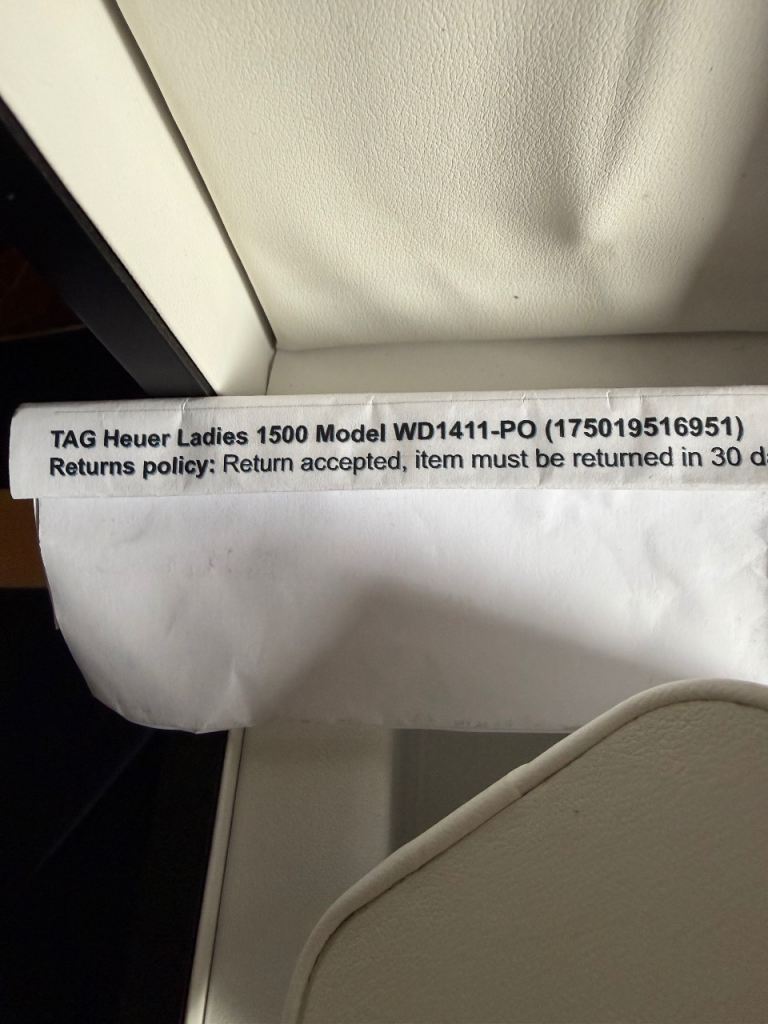 TAG Heuer Ladies 1500 Model WD1411-PO (175019516951)
Returns policy: Return accepted, item must be returned in 30